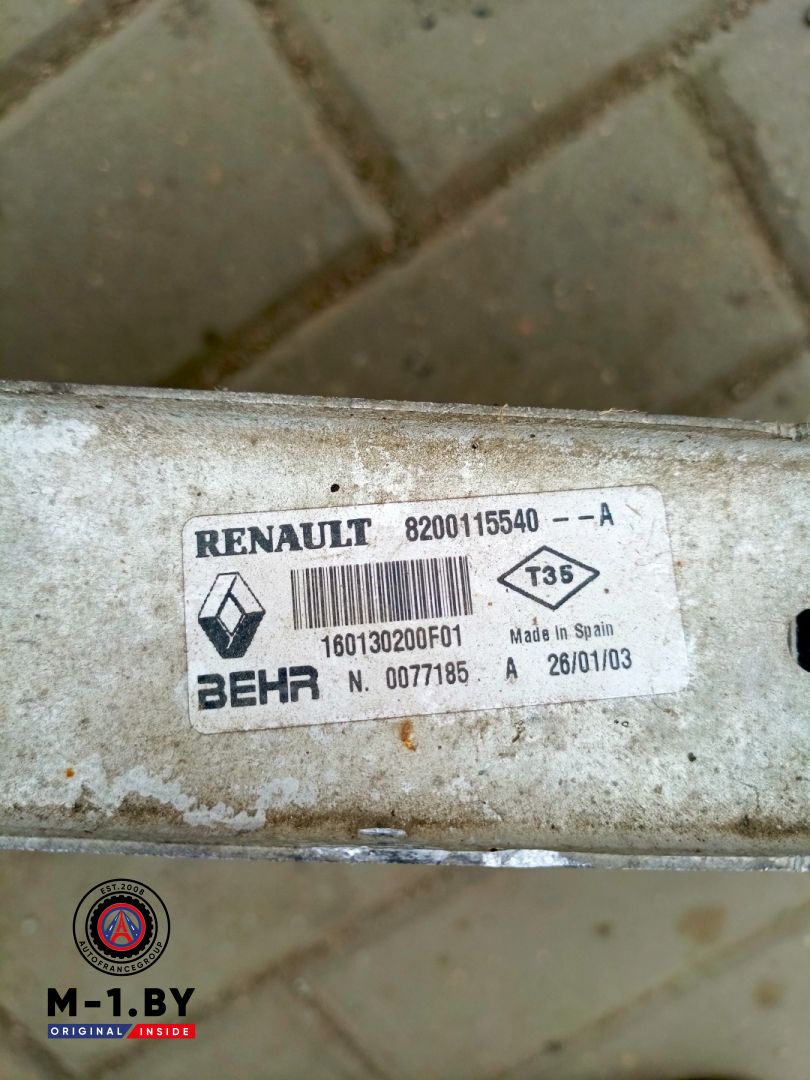 RENAULT 8200115540 --A
T35
160130200F01
Made In Spain
BEHR N. 0077185 A 26/01/03
EST.2008
AUTOFRANCEGROUP
M-1.BY
ORIGINAL INSIDE